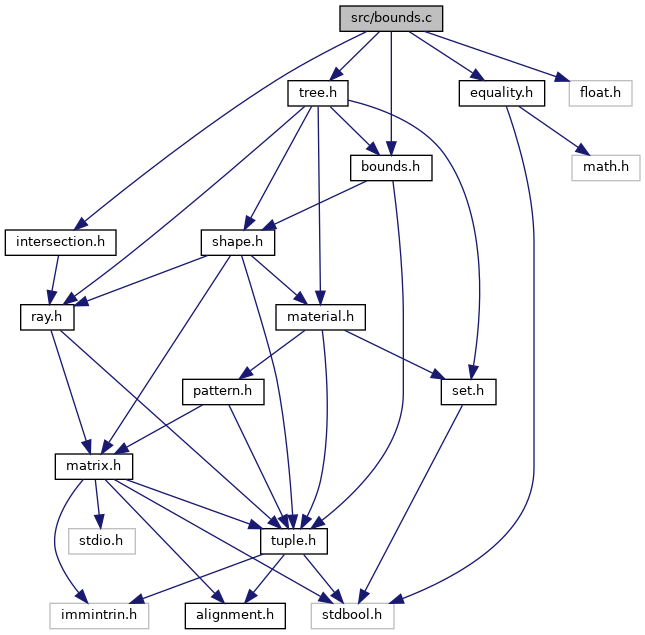 src/bounds.c
tree.h
equality.h
float.h
bounds.h
math.h
intersection.h
shape.h
ray.h
material.h
pattern.h
set.h
matrix.h
stdio.h
tuple.h
immintrin.h
alignment.h
stdbool.h